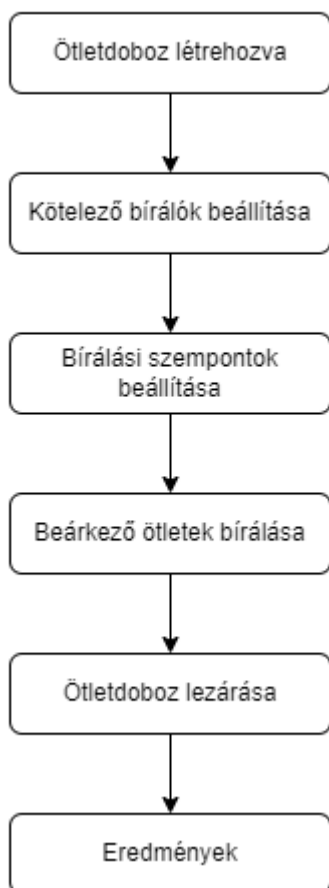 Ötletdoboz létrehozva
Kötelező bírálók beállítása
Bírálási szempontok
beállítása
Beárkező ötletek bírálása
Ötletdoboz lezárása
Eredmények